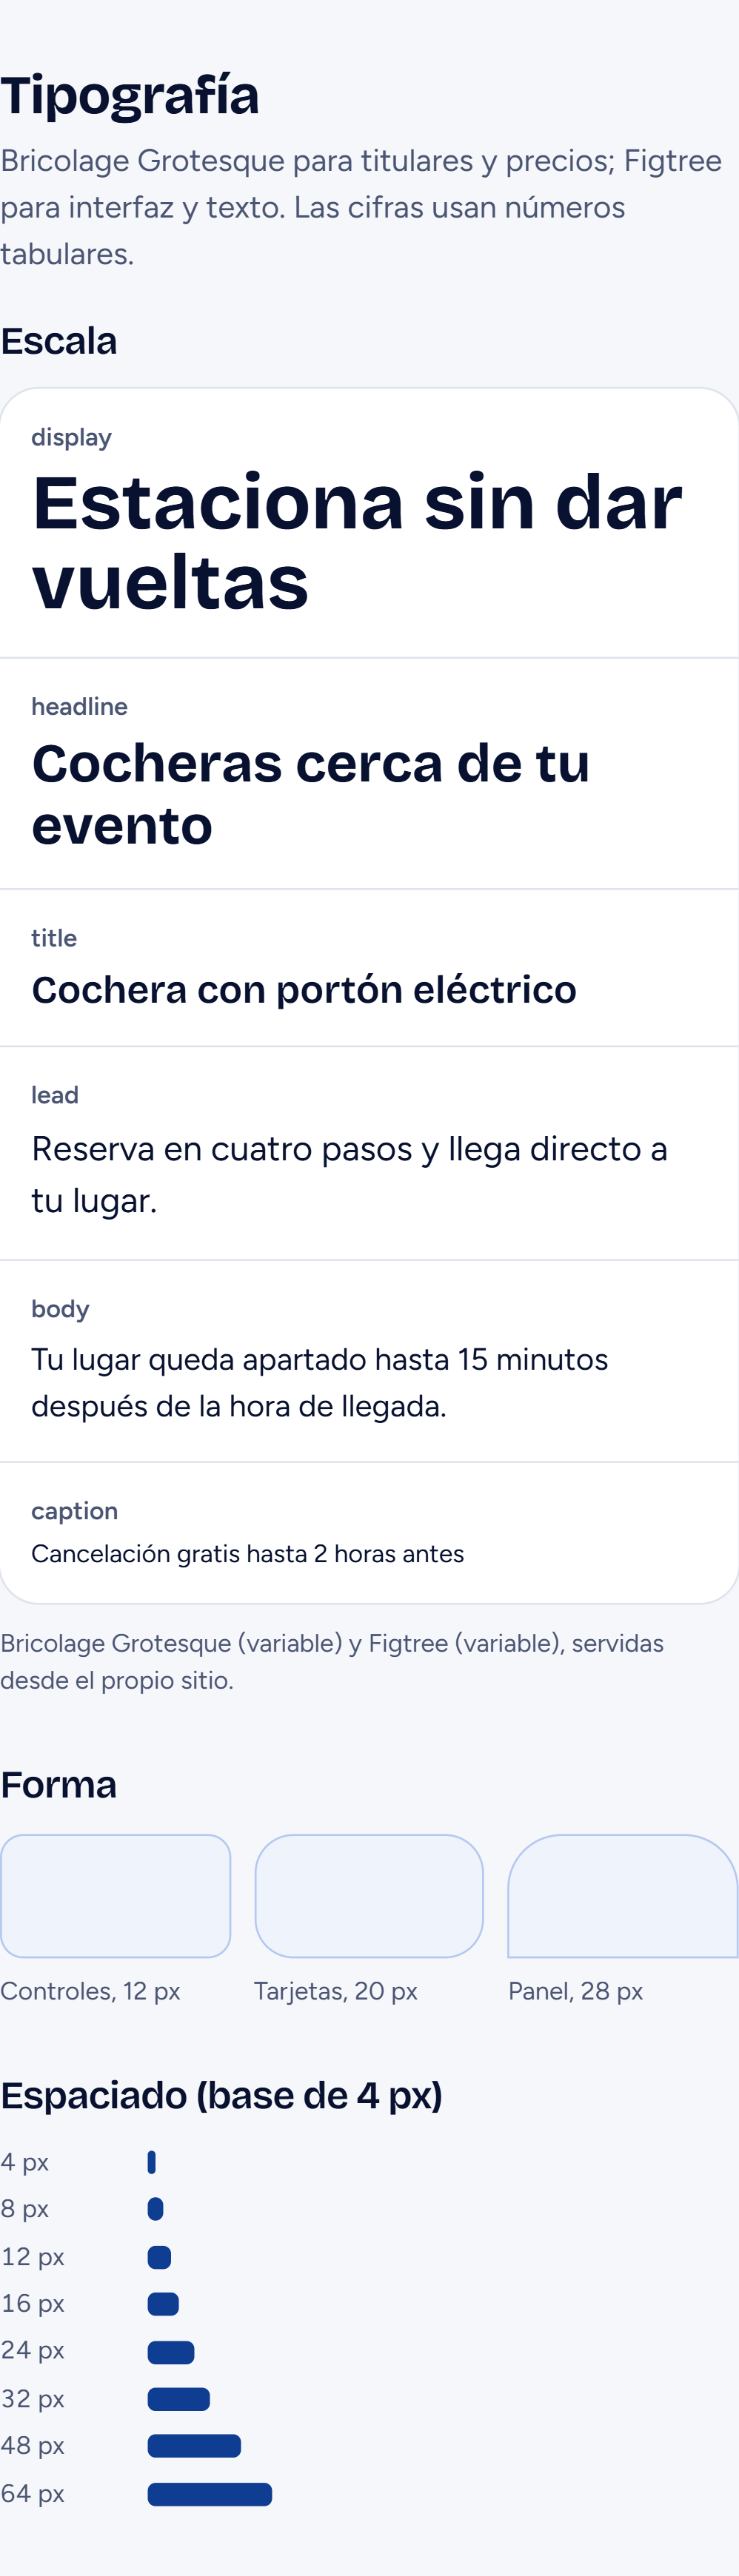 Tipografía
Bricolage Grotesque para titulares y precios; Figtree
para interfaz y texto. Las cifras usan números
tabulares.
Escala
display
Estaciona sin dar
vueltas
headline
Cocheras cerca de tu
evento
title
Cochera con portón eléctrico
lead
Reserva en cuatro pasos y llega directo a
tu lugar.
body
Tu lugar queda apartado hasta 15 minutos
después de la hora de llegada.
caption
Cancelación gratis hasta 2 horas antes
Bricolage Grotesque (variable) y Figtree (variable), servidas
desde el propio sitio.
Forma
Controles, 12 px
Tarjetas, 20 px
Panel, 28 px
Espaciado (base de 4 px)
4 px
8 px
12 px
16 px
24 px
32 px
48 px
64 px